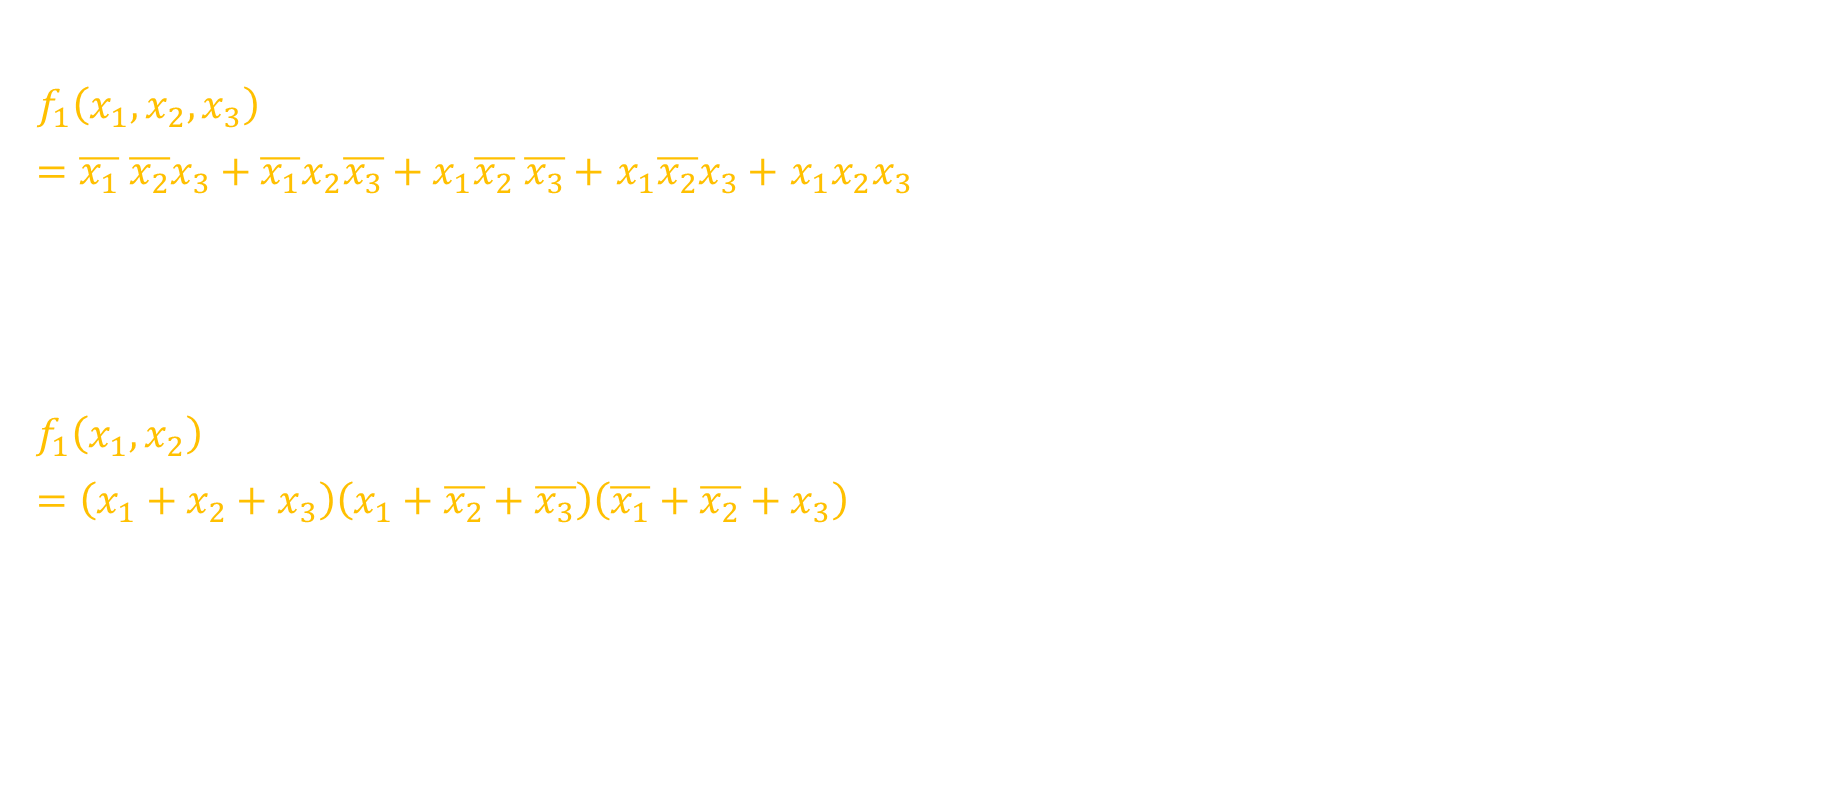 f₁(x₁, x₂, x₃)
= x̅₁ x̅₂x₃ + x̅₁x₂x̅₃ + x₁x̅₂ x̅₃ + x₁x̅₂x₃ + x₁x₂x₃
f₁(x₁, x₂)
= (x₁ + x₂ + x₃)(x₁ + x̅₂ + x̅₃)(x̅₁ + x̅₂ + x₃)